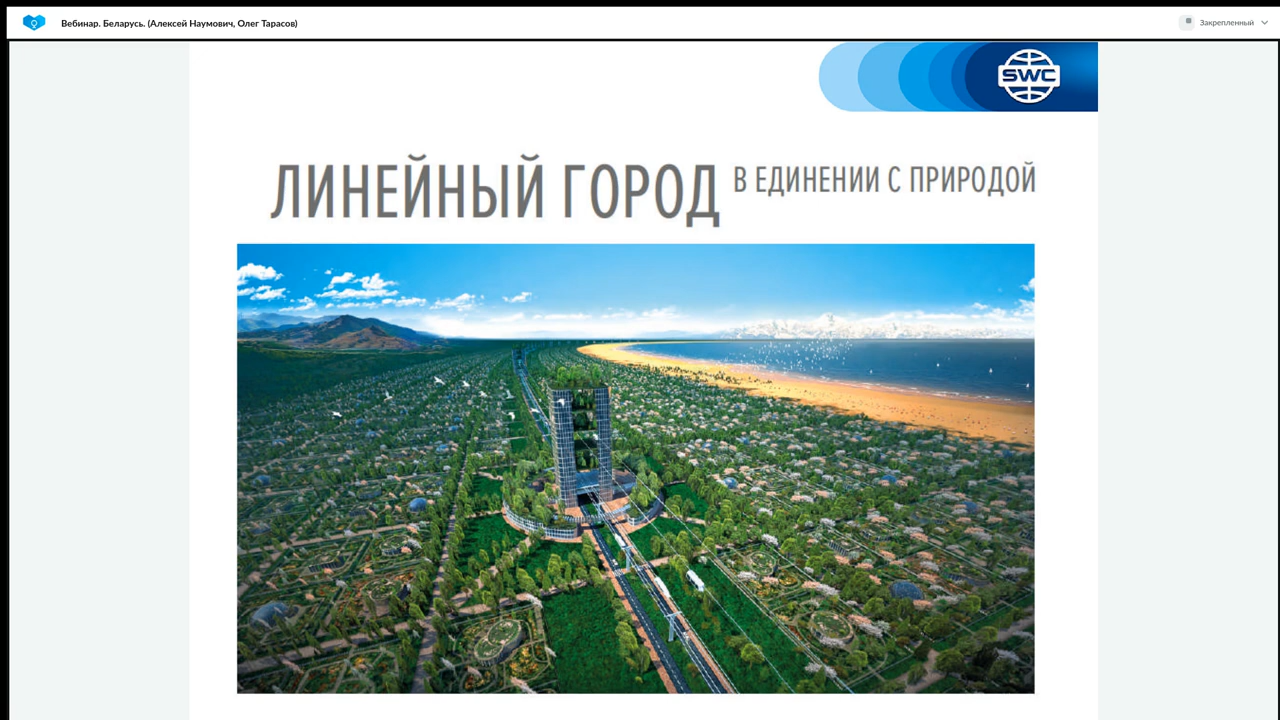 Вебинар. Беларусь. (Алексей Наумович, Олег Тарасов)
Закрепленный
SWC
ЛИНЕЙНЫЙ ГОРОД В ЕДИНЕНИИ С ПРИРОДОЙ